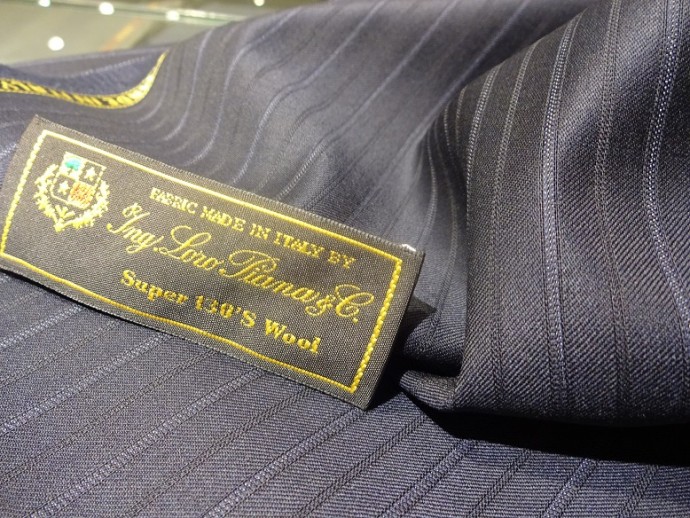 FABRIC MADE IN ITALY BY
Ing. Loro Piana & C.
Super 130'S Wool